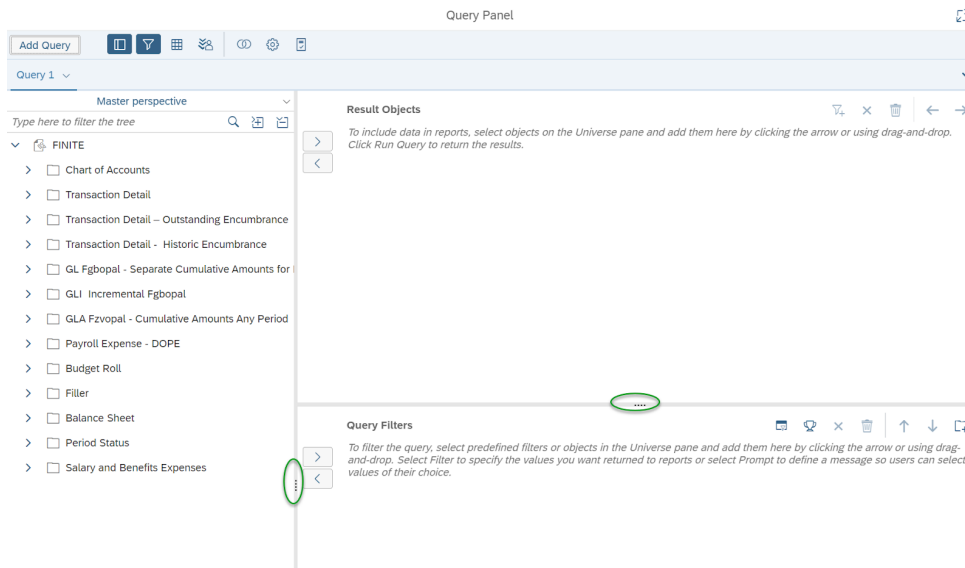 Query Panel
Add Query
Query 1
Master perspective
Type here to filter the tree
FINITE
Chart of Accounts
Transaction Detail
Transaction Detail – Outstanding Encumbrance
Transaction Detail - Historic Encumbrance
GL Fgbopal - Separate Cumulative Amounts for
GLI Incremental Fgbopal
GLA Fzvopal - Cumulative Amounts Any Period
Payroll Expense - DOPE
Budget Roll
Filler
Balance Sheet
Period Status
Salary and Benefits Expenses
Result Objects
To include data in reports, select objects on the Universe pane and add them here by clicking the arrow or using drag-and-drop.
Click Run Query to return the results.
Query Filters
To filter the query, select predefined filters or objects in the Universe pane and add them here by clicking the arrow or using drag-
and-drop. Select Filter to specify the values you want returned to reports or select Prompt to define a message so users can select
values of their choice.